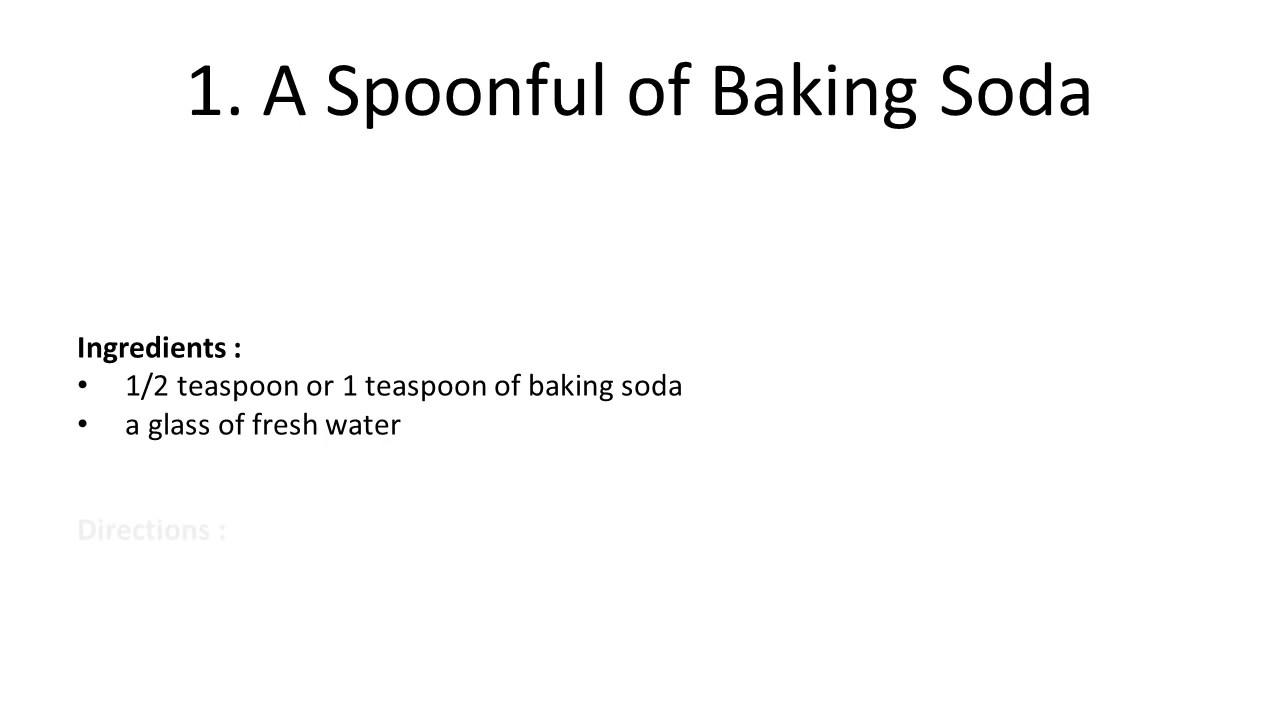 1. A Spoonful of Baking Soda
Ingredients :
• 1/2 teaspoon or 1 teaspoon of baking soda
• a glass of fresh water
Directions :